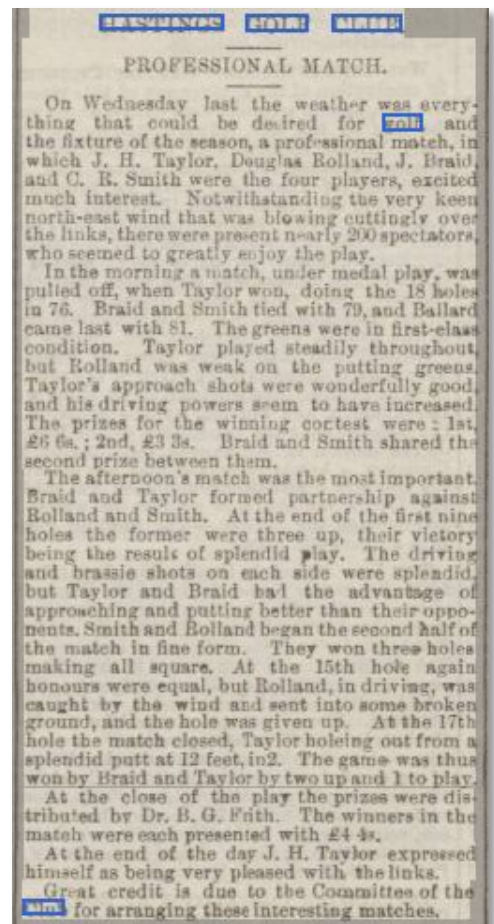 HASTINGS GOLF CLUB
PROFESSIONAL MATCH.
On Wednesday last the weather was every-
thing that could be desired for golf and
the fixture of the season, a professional match, in
which J. H. Taylor, Douglas Rolland, J. Braid,
and C. R. Smith were the four players, excited
much interest. Notwithstanding the very keen
north-east wind that was blowing cuttingly over
the links, there were present nearly 200 spectators,
who seemed to greatly enjoy the play.
In the morning a match, under medal play, was
pulled off, when Taylor won, doing the 18 holes
in 76. Braid and Smith tied with 79, and Ballard
came last with 81. The greens were in first-class
condition. Taylor played steadily throughout,
but Rolland was weak on the putting greens.
Taylor's approach shots were wonderfully good,
and his driving powers seem to have increased.
The prizes for the winning contest were : 1st,
£6 6s. ; 2nd, £3 3s. Braid and Smith shared the
second prize between them.
The afternoon's match was the most important.
Braid and Taylor formed partnership against
Rolland and Smith. At the end of the first nine
holes the former were three up, their victory
being the result of splendid play. The driving
and brassie shots on each side were splendid,
but Taylor and Braid had the advantage of
approaching and putting better than their oppo-
nents. Smith and Rolland began the second half of
the match in fine form. They won three holes
making all square. At the 15th hole again
honours were equal, but Rolland, in driving, was
caught by the wind and sent into some broken
ground, and the hole was given up. At the 17th
hole the match closed, Taylor holeing out from a
splendid putt at 12 feet, in 2. The game was thus
won by Braid and Taylor by two up and 1 to play.
At the close of the play the prizes were dis-
tributed by Dr. B. G. Frith. The winners in the
match were each presented with £4 4s.
At the end of the day J. H. Taylor expressed
himself as being very pleased with the links.
Great credit is due to the Committee of the
club for arranging these interesting matches.